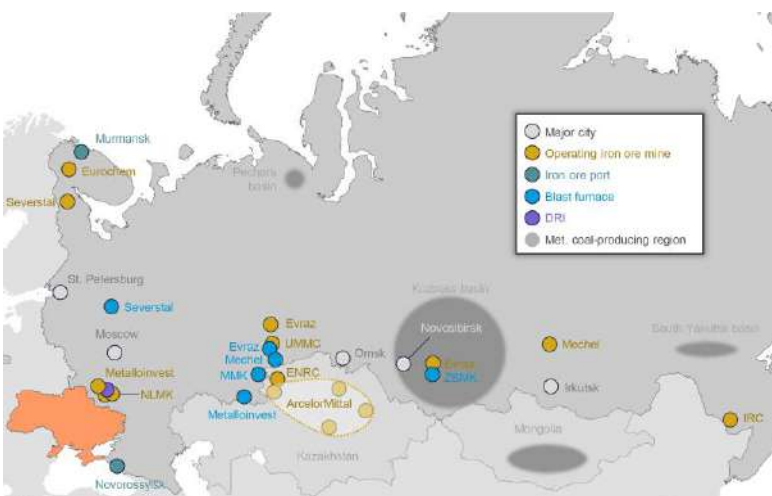 Major city
Operating iron ore mine
Iron ore port
Blast furnace
DRI
Met. coal-producing region
Murmansk
Eurochem
Pechora
basin
Severstal
St. Petersburg
Severstal
Kuzbass basin
Moscow
Evraz
UMMC
Evraz
Mechel
Omsk
Novosibirsk
Mechel
South Yakutia basin
Metalloinvest
MMK
ENRC
Evraz
ZSMK
Irkutsk
NLMK
ArcelorMittal
Metalloinvest
IRC
Mongolia
Kazakhstan
Novorossyisk